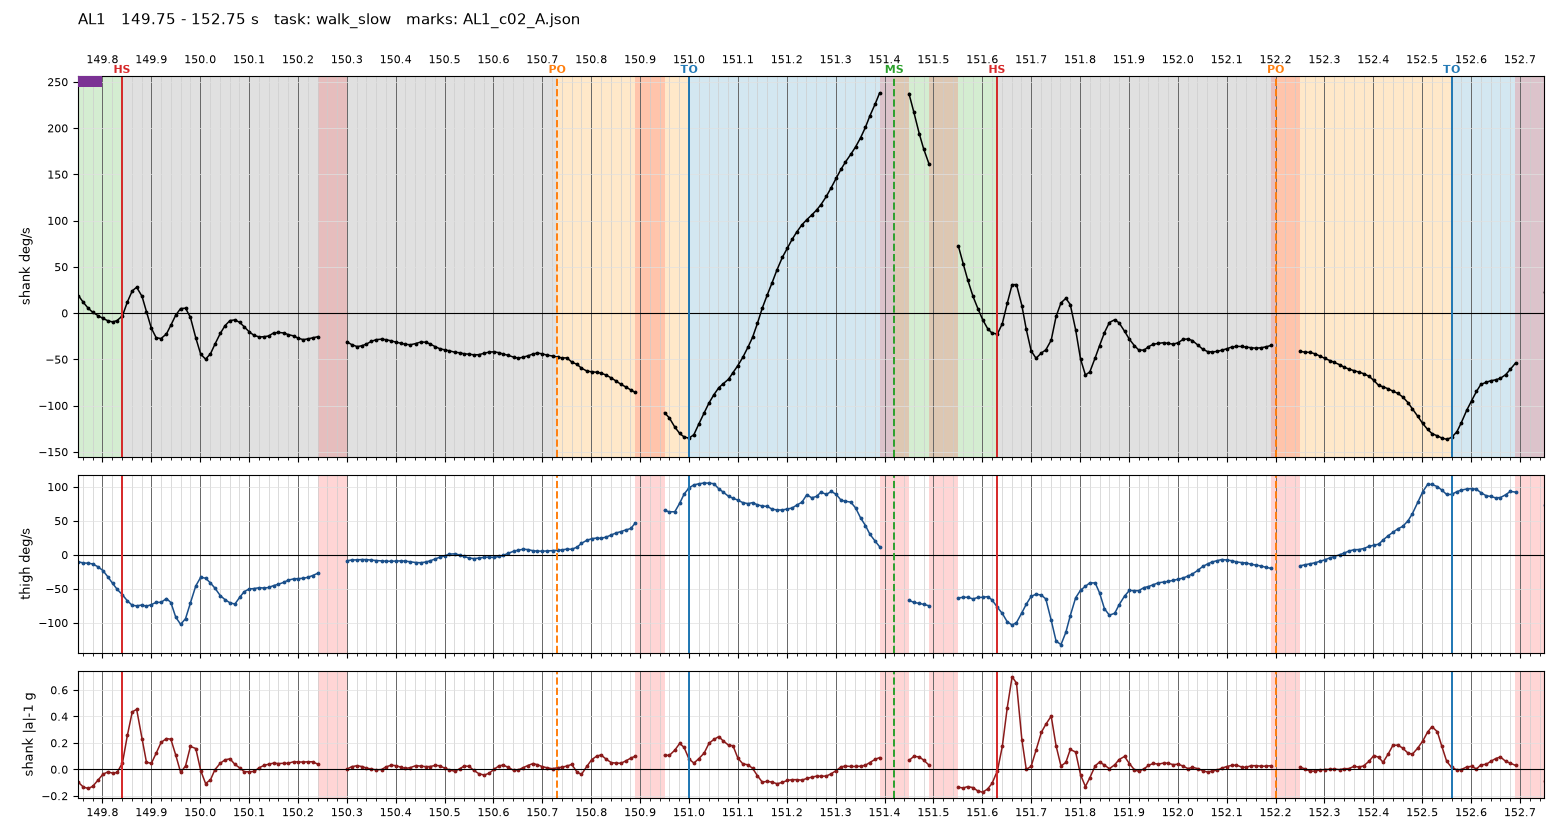 AL1   149.75 - 152.75 s   task: walk_slow   marks: AL1_c02_A.json
149.8 149.9 150.0 150.1 150.2 150.3 150.4 150.5 150.6 150.7 150.8 150.9 151.0 151.1 151.2 151.3 151.4 151.5 151.6 151.7 151.8 151.9 152.0 152.1 152.2 152.3 152.4 152.5 152.6 152.7
HS PO TO MS HS PO TO
250
200
150
100
50
0
−50
−100
−150
shank deg/s
100
50
0
−50
−100
thigh deg/s
0.6
0.4
0.2
0.0
−0.2
shank |a|-1 g
149.8 149.9 150.0 150.1 150.2 150.3 150.4 150.5 150.6 150.7 150.8 150.9 151.0 151.1 151.2 151.3 151.4 151.5 151.6 151.7 151.8 151.9 152.0 152.1 152.2 152.3 152.4 152.5 152.6 152.7